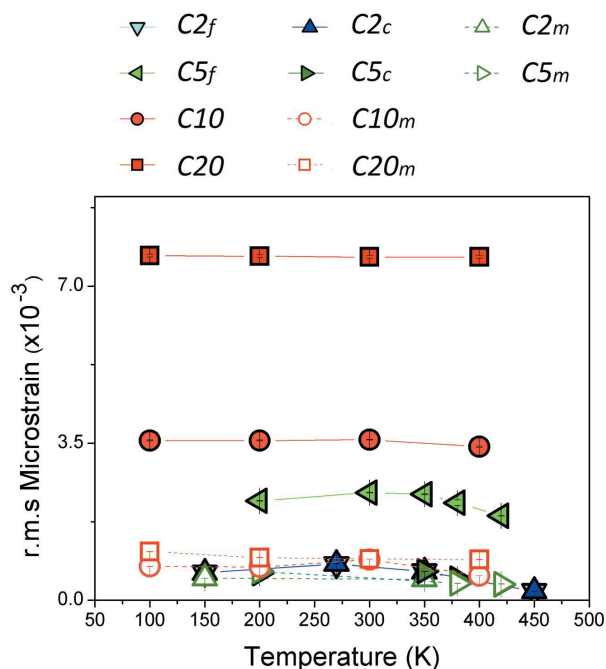 C2f C2c C2m
C5f C5c C5m
C10 C10m
C20 C20m
7.0
3.5
0.0
r.m.s Microstrain (x10⁻³)
50 100 150 200 250 300 350 400 450 500
Temperature (K)